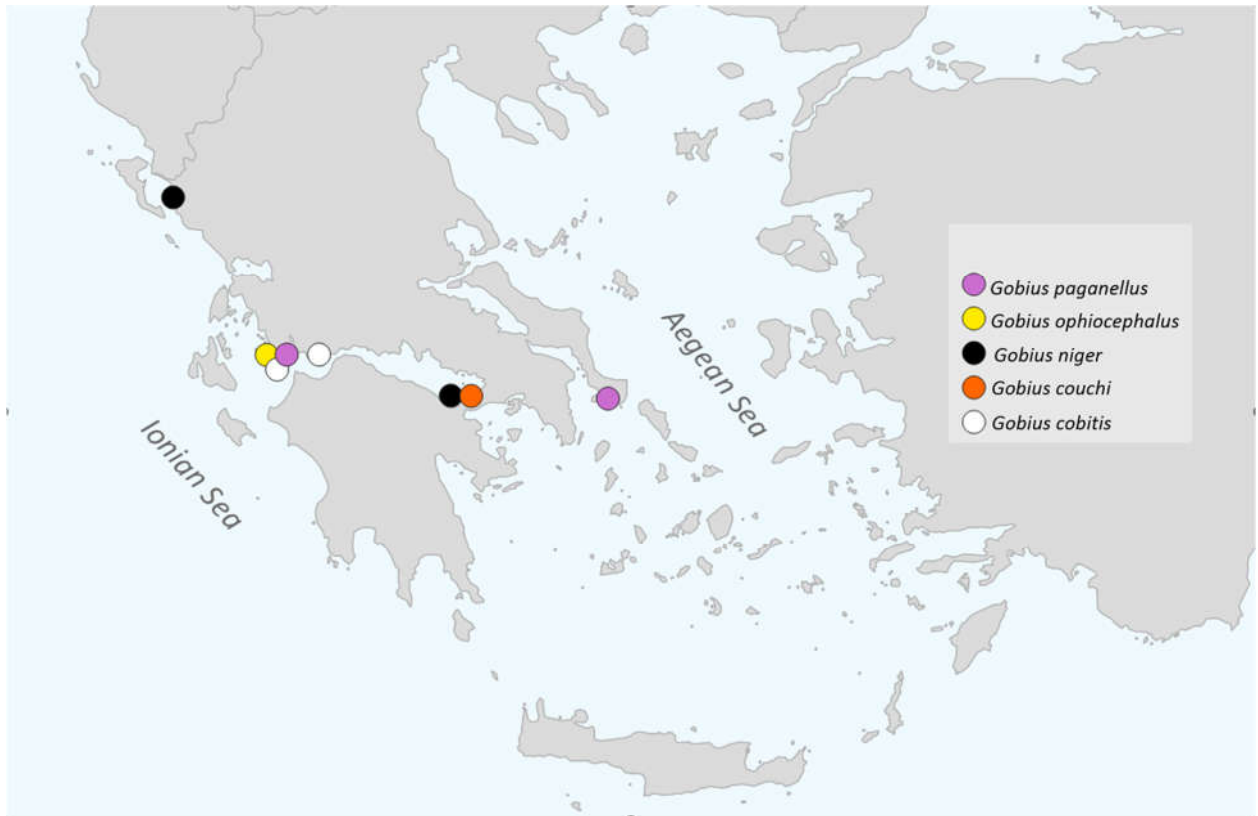 Gobius paganellus
Gobius ophiocephalus
Gobius niger
Gobius couchi
Gobius cobitis
Aegean Sea
Ionian Sea